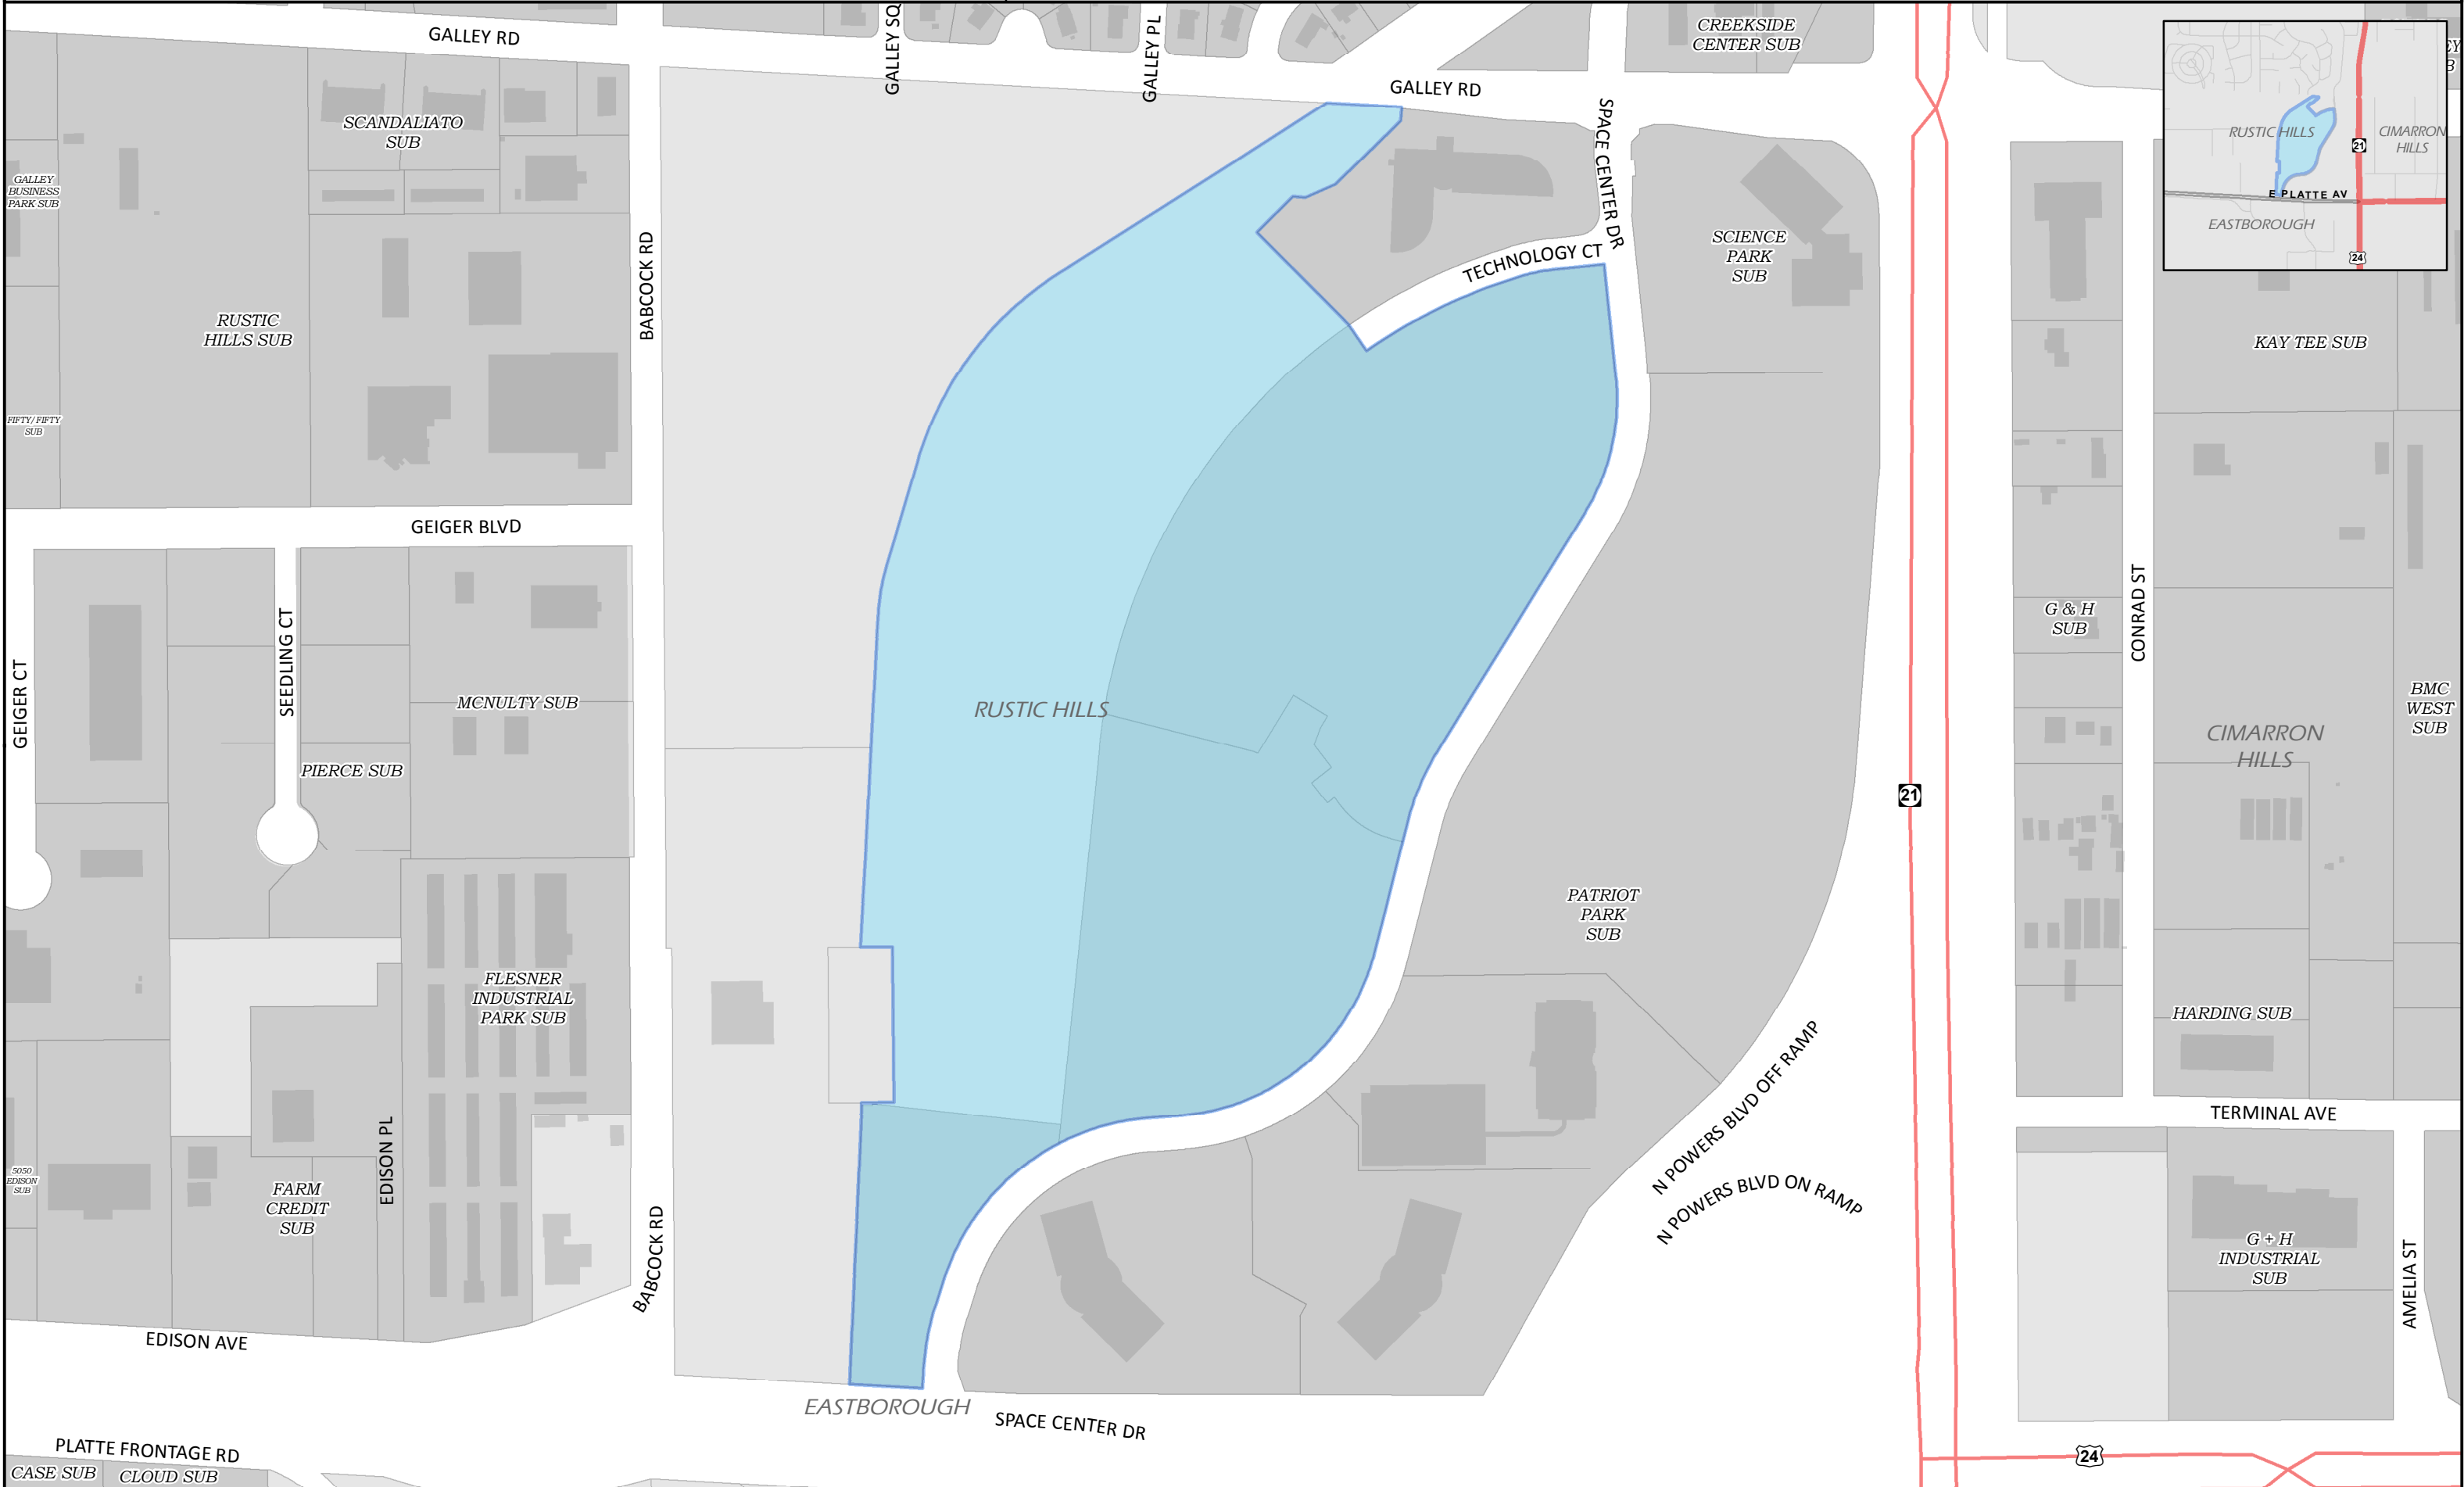 GALLEY RD
GALLEY SQ
GALLEY PL
GALLEY RD
CREEKSIDE
CENTER SUB
SCANDALIATO
SUB
GALLEY
BUSINESS
PARK SUB
RUSTIC
HILLS SUB
FIFTY/FIFTY
SUB
BABCOCK RD
SPACE CENTER DR
TECHNOLOGY CT
SCIENCE
PARK
SUB
RUSTIC HILLS
CIMARRON
HILLS
21
E PLATTE AV
EASTBOROUGH
24
KAY TEE SUB
GEIGER BLVD
GEIGER CT
SEEDLING CT
MCNULTY SUB
PIERCE SUB
RUSTIC HILLS
G & H
SUB
CONRAD ST
CIMARRON
HILLS
BMC
WEST
SUB
21
PATRIOT
PARK
SUB
FLESNER
INDUSTRIAL
PARK SUB
HARDING SUB
TERMINAL AVE
N POWERS BLVD OFF RAMP
N POWERS BLVD ON RAMP
5050
EDISON
SUB
FARM
CREDIT
SUB
EDISON PL
BABCOCK RD
G + H
INDUSTRIAL
SUB
AMELIA ST
EDISON AVE
EASTBOROUGH
SPACE CENTER DR
PLATTE FRONTAGE RD
CASE SUB
CLOUD SUB
24